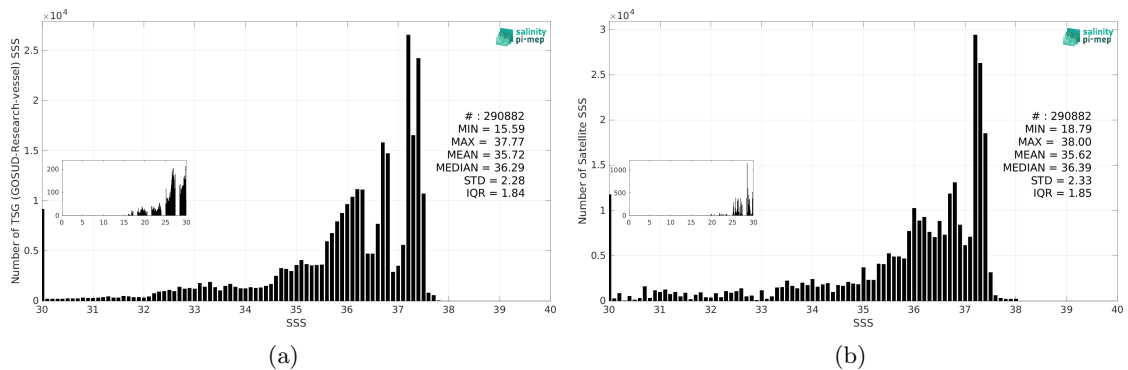 ×10⁴
2.5
2
1.5
1
0.5
0
Number of TSG (GOSUD-Research-vessel) SSS
salinity
pi-mep
# : 290882
MIN = 15.59
MAX = 37.77
MEAN = 35.72
MEDIAN = 36.29
STD = 2.28
IQR = 1.84
200
100
0
0 5 10 15 20 25 30
30 31 32 33 34 35 36 37 38 39 40
SSS
(a)
×10⁴
3
2.5
2
1.5
1
0.5
0
Number of Satellite SSS
salinity
pi-mep
# : 290882
MIN = 18.79
MAX = 38.00
MEAN = 35.62
MEDIAN = 36.39
STD = 2.33
IQR = 1.85
1000
500
0
0 5 10 15 20 25 30
30 31 32 33 34 35 36 37 38 39 40
SSS
(b)